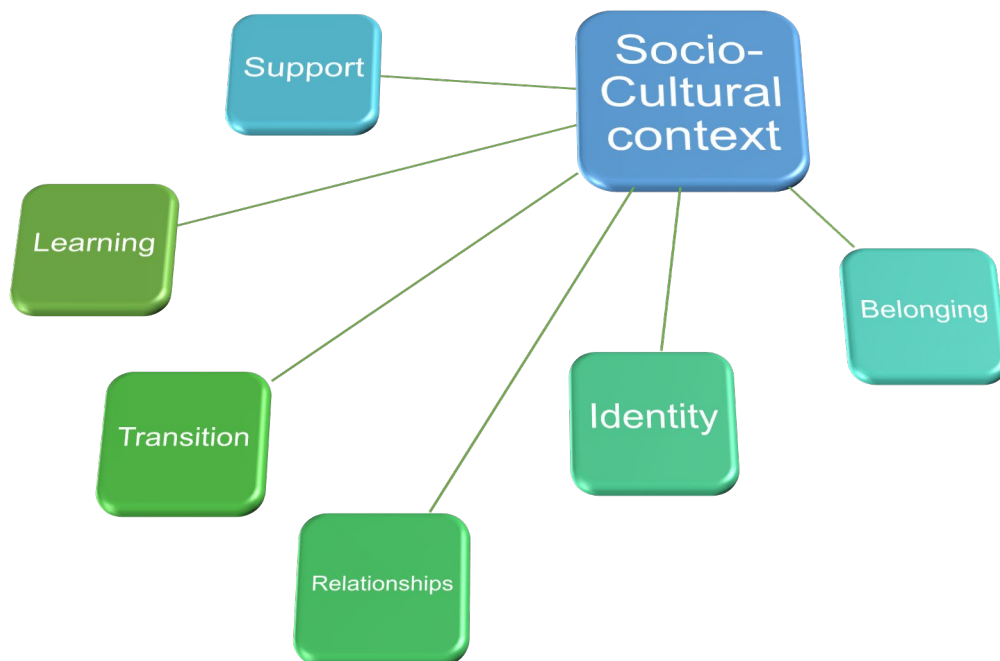 Socio-
Cultural
context
Support
Learning
Transition
Relationships
Identity
Belonging